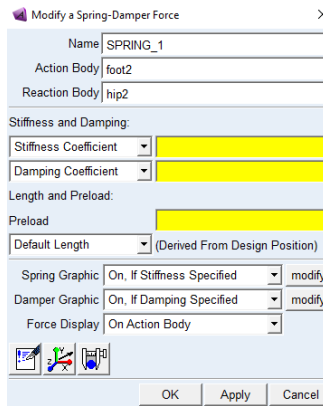 Modify a Spring-Damper Force
Name SPRING_1
Action Body foot2
Reaction Body hip2
Stiffness and Damping:
Stiffness Coefficient
Damping Coefficient
Length and Preload:
Preload
Default Length (Derived From Design Position)
Spring Graphic On, If Stiffness Specified modify
Damper Graphic On, If Damping Specified modify
Force Display On Action Body
OK Apply Cancel